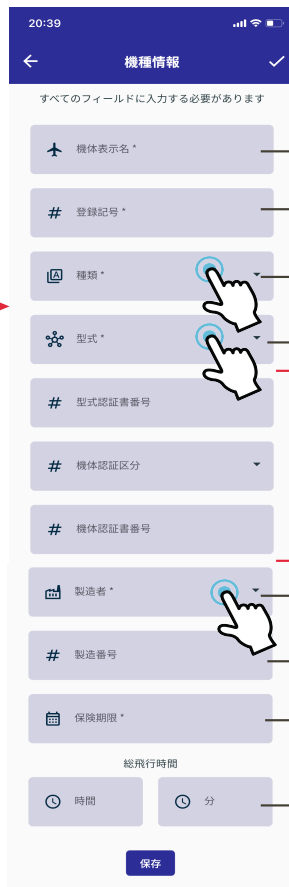 20:39
機種情報
すべてのフィールドに入力する必要があります
機体表示名 *
登録記号 *
種類 *
型式 *
型式認証書番号
機体認証区分
機体認証書番号
製造者 *
製造番号
保険期限 *
総飛行時間
時間
分
保存